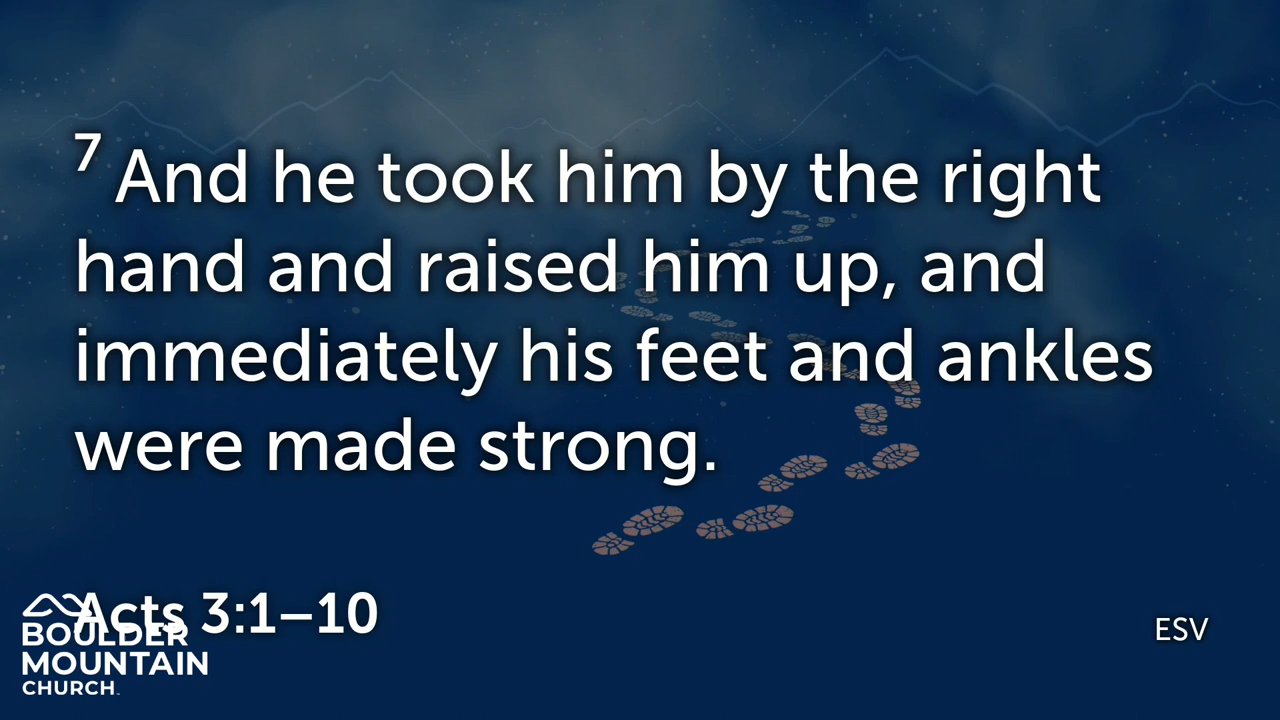 7 And he took him by the right
hand and raised him up, and
immediately his feet and ankles
were made strong.
Acts 3:1–10
BOULDER
MOUNTAIN
CHURCH
ESV